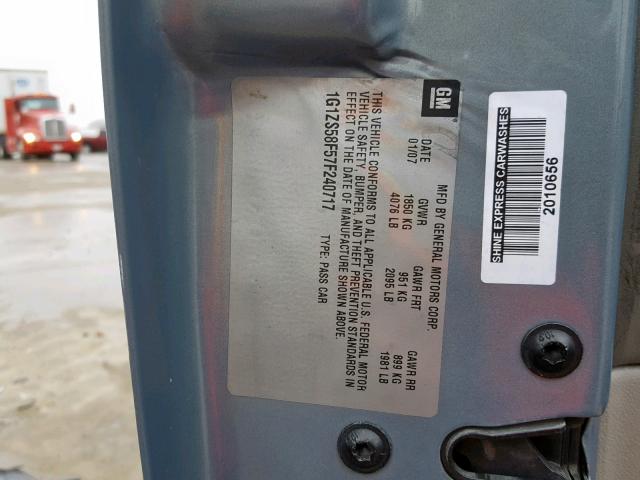 GM
MFD BY GENERAL MOTORS CORP.
DATE GVWR GAWR FRT GAWR RR
01/07 1850 KG 951 KG 899 KG
4076 LB 2095 LB 1981 LB
THIS VEHICLE CONFORMS TO ALL APPLICABLE U.S. FEDERAL MOTOR
VEHICLE SAFETY, BUMPER, AND THEFT PREVENTION STANDARDS IN
EFFECT ON THE DATE OF MANUFACTURE SHOWN ABOVE.
1G1ZS58F57F240717 TYPE: PASS CAR
SHINE EXPRESS CARWASHES
2010656